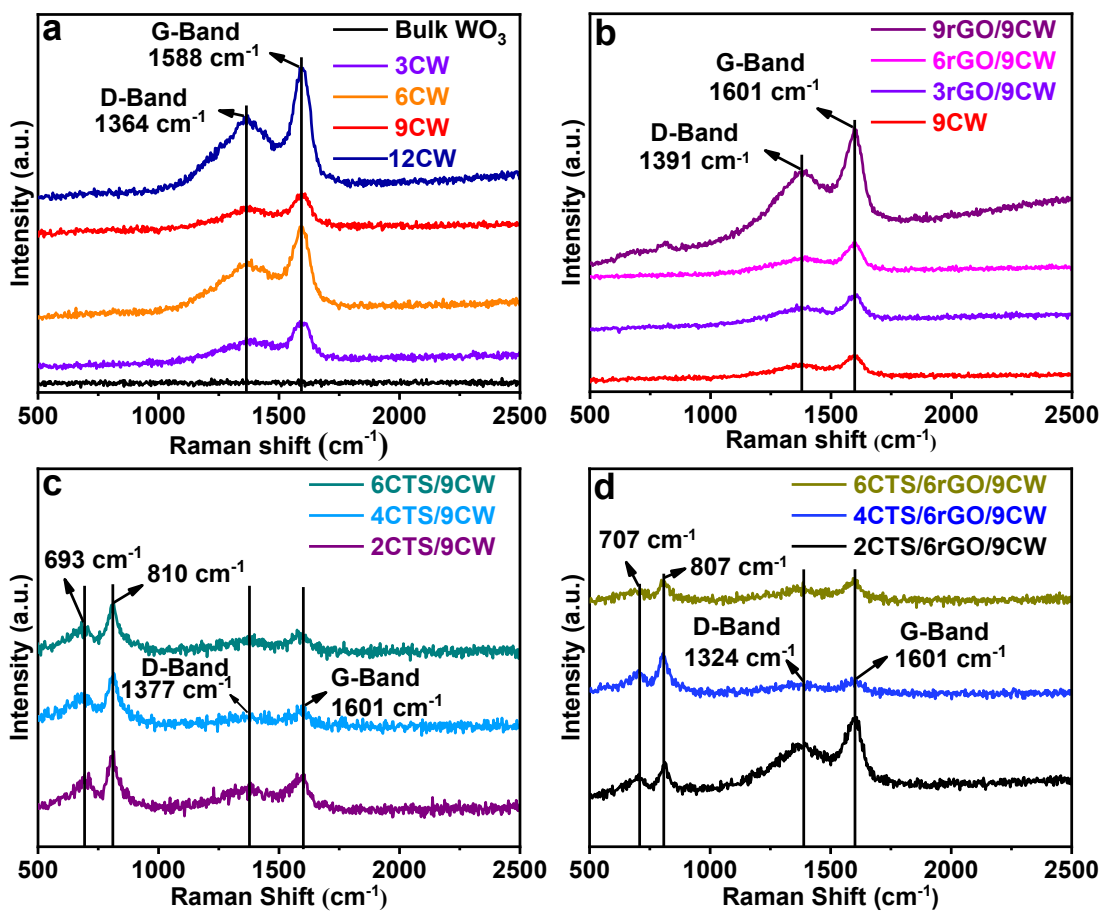 a
Bulk WO₃
3CW
6CW
9CW
12CW
G-Band
1588 cm⁻¹
D-Band
1364 cm⁻¹
Intensity (a.u.)
500 1000 1500 2000 2500
Raman shift (cm⁻¹)
b
9rGO/9CW
6rGO/9CW
3rGO/9CW
9CW
G-Band
1601 cm⁻¹
D-Band
1391 cm⁻¹
Intensity (a.u.)
500 1000 1500 2000 2500
Raman shift (cm⁻¹)
c
6CTS/9CW
4CTS/9CW
2CTS/9CW
693 cm⁻¹
810 cm⁻¹
D-Band
1377 cm⁻¹
G-Band
1601 cm⁻¹
Intensity (a.u.)
500 1000 1500 2000 2500
Raman Shift (cm⁻¹)
d
6CTS/6rGO/9CW
4CTS/6rGO/9CW
2CTS/6rGO/9CW
707 cm⁻¹
807 cm⁻¹
D-Band
1324 cm⁻¹
G-Band
1601 cm⁻¹
Intensity (a.u.)
500 1000 1500 2000 2500
Raman Shift (cm⁻¹)